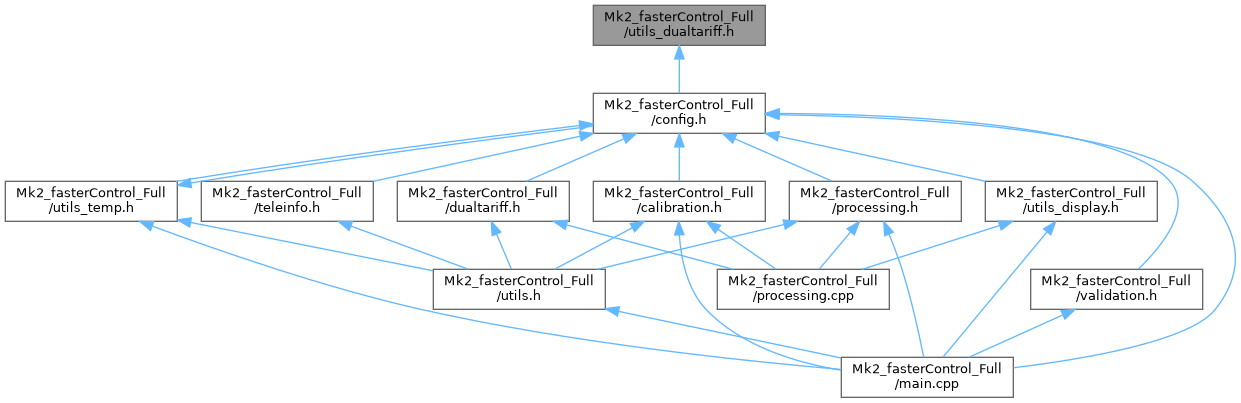 Mk2_fasterControl_Full
/utils_dualtariff.h
Mk2_fasterControl_Full
/config.h
Mk2_fasterControl_Full
/utils_temp.h
Mk2_fasterControl_Full
/teleinfo.h
Mk2_fasterControl_Full
/dualtariff.h
Mk2_fasterControl_Full
/calibration.h
Mk2_fasterControl_Full
/processing.h
Mk2_fasterControl_Full
/utils_display.h
Mk2_fasterControl_Full
/utils.h
Mk2_fasterControl_Full
/processing.cpp
Mk2_fasterControl_Full
/validation.h
Mk2_fasterControl_Full
/main.cpp